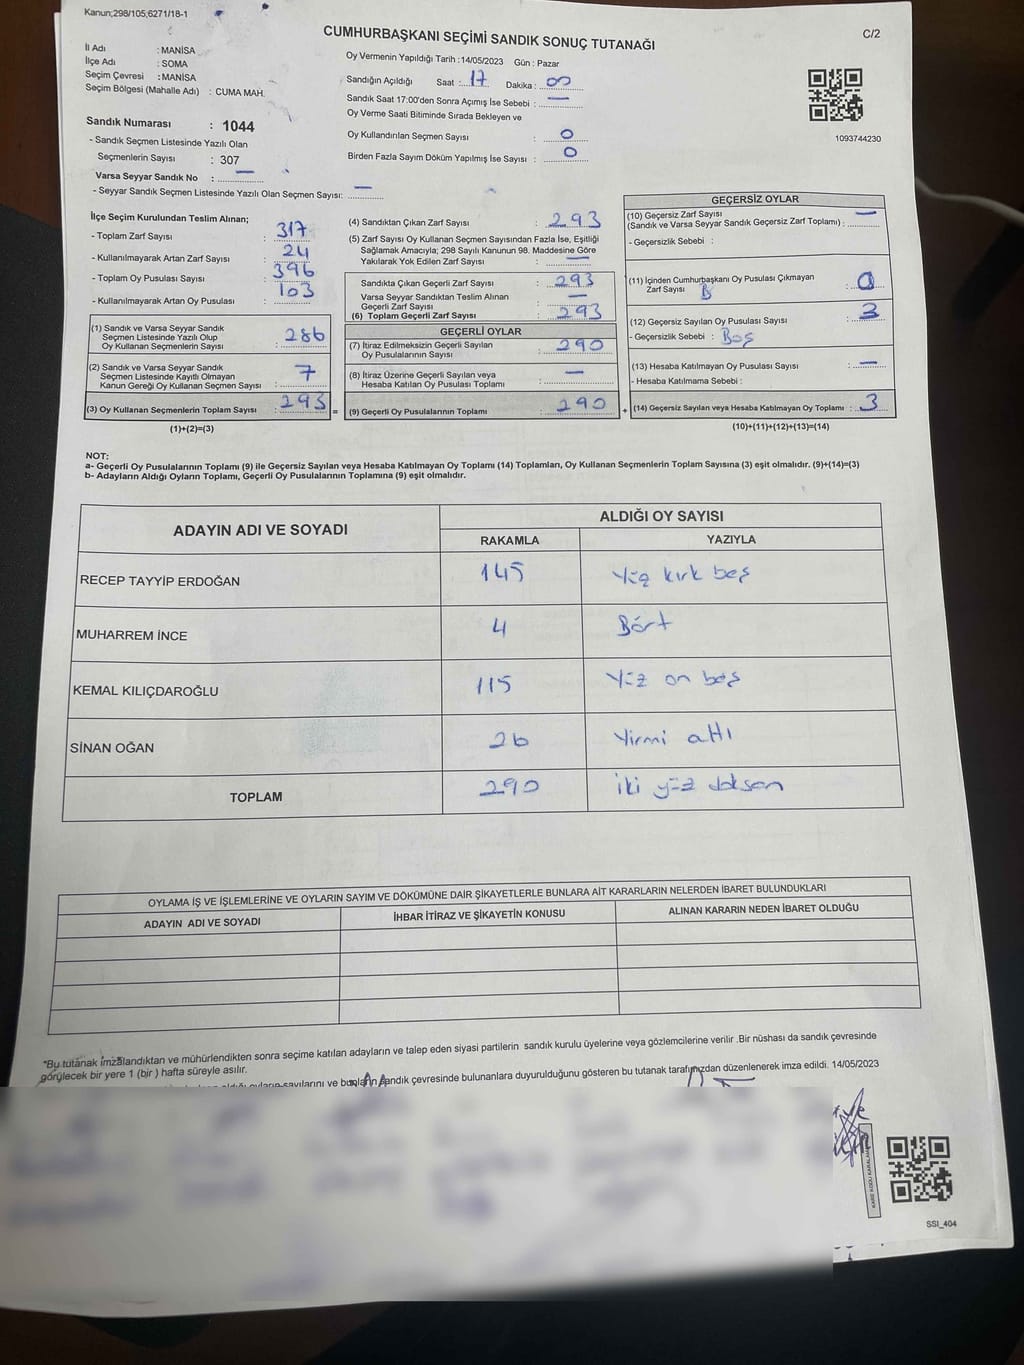 Kanun;298/105;6271/18-1
CUMHURBAŞKANI SEÇİMİ SANDIK SONUÇ TUTANAĞI
C/2
İl Adı : MANİSA
İlçe Adı : SOMA
Seçim Çevresi : MANİSA
Seçim Bölgesi (Mahalle Adı) : CUMA MAH.
Sandık Numarası : 1044
- Sandık Seçmen Listesinde Yazılı Olan
Seçmenlerin Sayısı : 307
Varsa Seyyar Sandık No : —
- Seyyar Sandık Seçmen Listesinde Yazılı Olan Seçmen Sayısı: —
Oy Vermenin Yapıldığı Tarih :14/05/2023 Gün : Pazar
Sandığın Açıldığı Saat : 17 Dakika : 00
Sandık Saat 17:00'den Sonra Açımış İse Sebebi : —
Oy Verme Saati Bitiminde Sırada Bekleyen ve
Oy Kullandırılan Seçmen Sayısı : 0
Birden Fazla Sayım Döküm Yapılmış İse Sayısı : 0
1093744230
İlçe Seçim Kurulundan Teslim Alınan;
- Toplam Zarf Sayısı : 317
- Kullanılmayarak Artan Zarf Sayısı : 24
- Toplam Oy Pusulası Sayısı : 396
- Kullanılmayarak Artan Oy Pusulası : 103
(1) Sandık ve Varsa Seyyar Sandık
Seçmen Listesinde Yazılı Olup
Oy Kullanan Seçmenlerin Sayısı : 286
(2) Sandık ve Varsa Seyyar Sandık
Seçmen Listesinde Kayıtlı Olmayan
Kanun Gereği Oy Kullanan Seçmen Sayısı : 7
(3) Oy Kullanan Seçmenlerin Toplam Sayısı : 293 =
(1)+(2)=(3)
(4) Sandıktan Çıkan Zarf Sayısı : 293
(5) Zarf Sayısı Oy Kullanan Seçmen Sayısından Fazla İse, Eşitliği
Sağlamak Amacıyla; 298 Sayılı Kanunun 98. Maddesine Göre
Yakılarak Yok Edilen Zarf Sayısı : —
Sandıkta Çıkan Geçerli Zarf Sayısı : 293
Varsa Seyyar Sandıktan Teslim Alınan
Geçerli Zarf Sayısı : —
(6) Toplam Geçerli Zarf Sayısı : 293
GEÇERLİ OYLAR
(7) İtiraz Edilmeksizin Geçerli Sayılan
Oy Pusulalarının Sayısı : 290
(8) İtiraz Üzerine Geçerli Sayılan veya
Hesaba Katılan Oy Pusulası Toplamı : —
(9) Geçerli Oy Pusulalarının Toplamı : 290 +
GEÇERSİZ OYLAR
(10) Geçersiz Zarf Sayısı
(Sandık ve Varsa Seyyar Sandık Geçersiz Zarf Toplamı) : —
- Geçersizlik Sebebi :
(11) İçinden Cumhurbaşkanı Oy Pusulası Çıkmayan
Zarf Sayısı : 0
(12) Geçersiz Sayılan Oy Pusulası Sayısı : 3
- Geçersizlik Sebebi : Boş
(13) Hesaba Katılmayan Oy Pusulası Sayısı : —
- Hesaba Katılmama Sebebi :
(14) Geçersiz Sayılan veya Hesaba Katılmayan Oy Toplamı : 3
(10)+(11)+(12)+(13)=(14)
NOT:
a- Geçerli Oy Pusulalarının Toplamı (9) ile Geçersiz Sayılan veya Hesaba Katılmayan Oy Toplamı (14) Toplamları, Oy Kullanan Seçmenlerin Toplam Sayısına (3) eşit olmalıdır. (9)+(14)=(3)
b- Adayların Aldığı Oyların Toplamı, Geçerli Oy Pusulalarının Toplamına (9) eşit olmalıdır.
ADAYIN ADI VE SOYADI ALDIĞI OY SAYISI
RAKAMLA YAZIYLA
RECEP TAYYİP ERDOĞAN 145 Yüz kırk beş
MUHARREM İNCE 4 Dört
KEMAL KILIÇDAROĞLU 115 Yüz on beş
SİNAN OĞAN 26 Yirmi altı
TOPLAM 290 iki yüz doksan
OYLAMA İŞ VE İŞLEMLERİNE VE OYLARIN SAYIM VE DÖKÜMÜNE DAİR ŞİKAYETLERLE BUNLARA AİT KARARLARIN NELERDEN İBARET BULUNDUKLARI
ADAYIN ADI VE SOYADI İHBAR İTİRAZ VE ŞİKAYETİN KONUSU ALINAN KARARIN NEDEN İBARET OLDUĞU
*Bu tutanak imzalandıktan ve mühürlendikten sonra seçime katılan adayların ve talep eden siyasi partilerin sandık kurulu üyelerine veya gözlemcilerine verilir .Bir nüshası da sandık çevresinde
görülecek bir yere 1 (bir ) hafta süreyle asılır.
oyların sayılarını ve bunların sandık çevresinde bulunanlara duyurulduğunu gösteren bu tutanak tarafımızdan düzenlenerek imza edildi. 14/05/2023
SSI_404